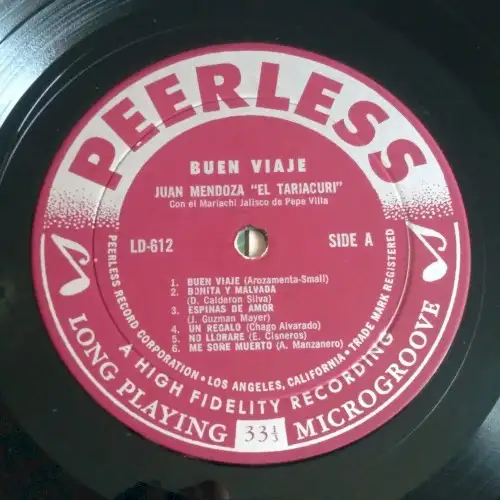 PEERLESS
BUEN VIAJE
JUAN MENDOZA "EL TARIACURI"
Con el Mariachi Jalisco de Pepe Villa
LD-612
SIDE A
1. BUEN VIAJE (Arozamenta-Small)
2. BONITA Y MALVADA
(D. Calderon Silva)
3. ESPINAS DE AMOR
(J. Guzman Mayer)
4. UN REGALO (Chago Alvarado)
5. NO LLORARE (E. Cisneros)
6. ME SOÑE MUERTO (A. Manzanero)
PEERLESS RECORD CORPORATION • LOS ANGELES, CALIFORNIA • TRADE MARK REGISTERED
A HIGH FIDELITY RECORDING
LONG PLAYING 33⅓ MICROGROOVE